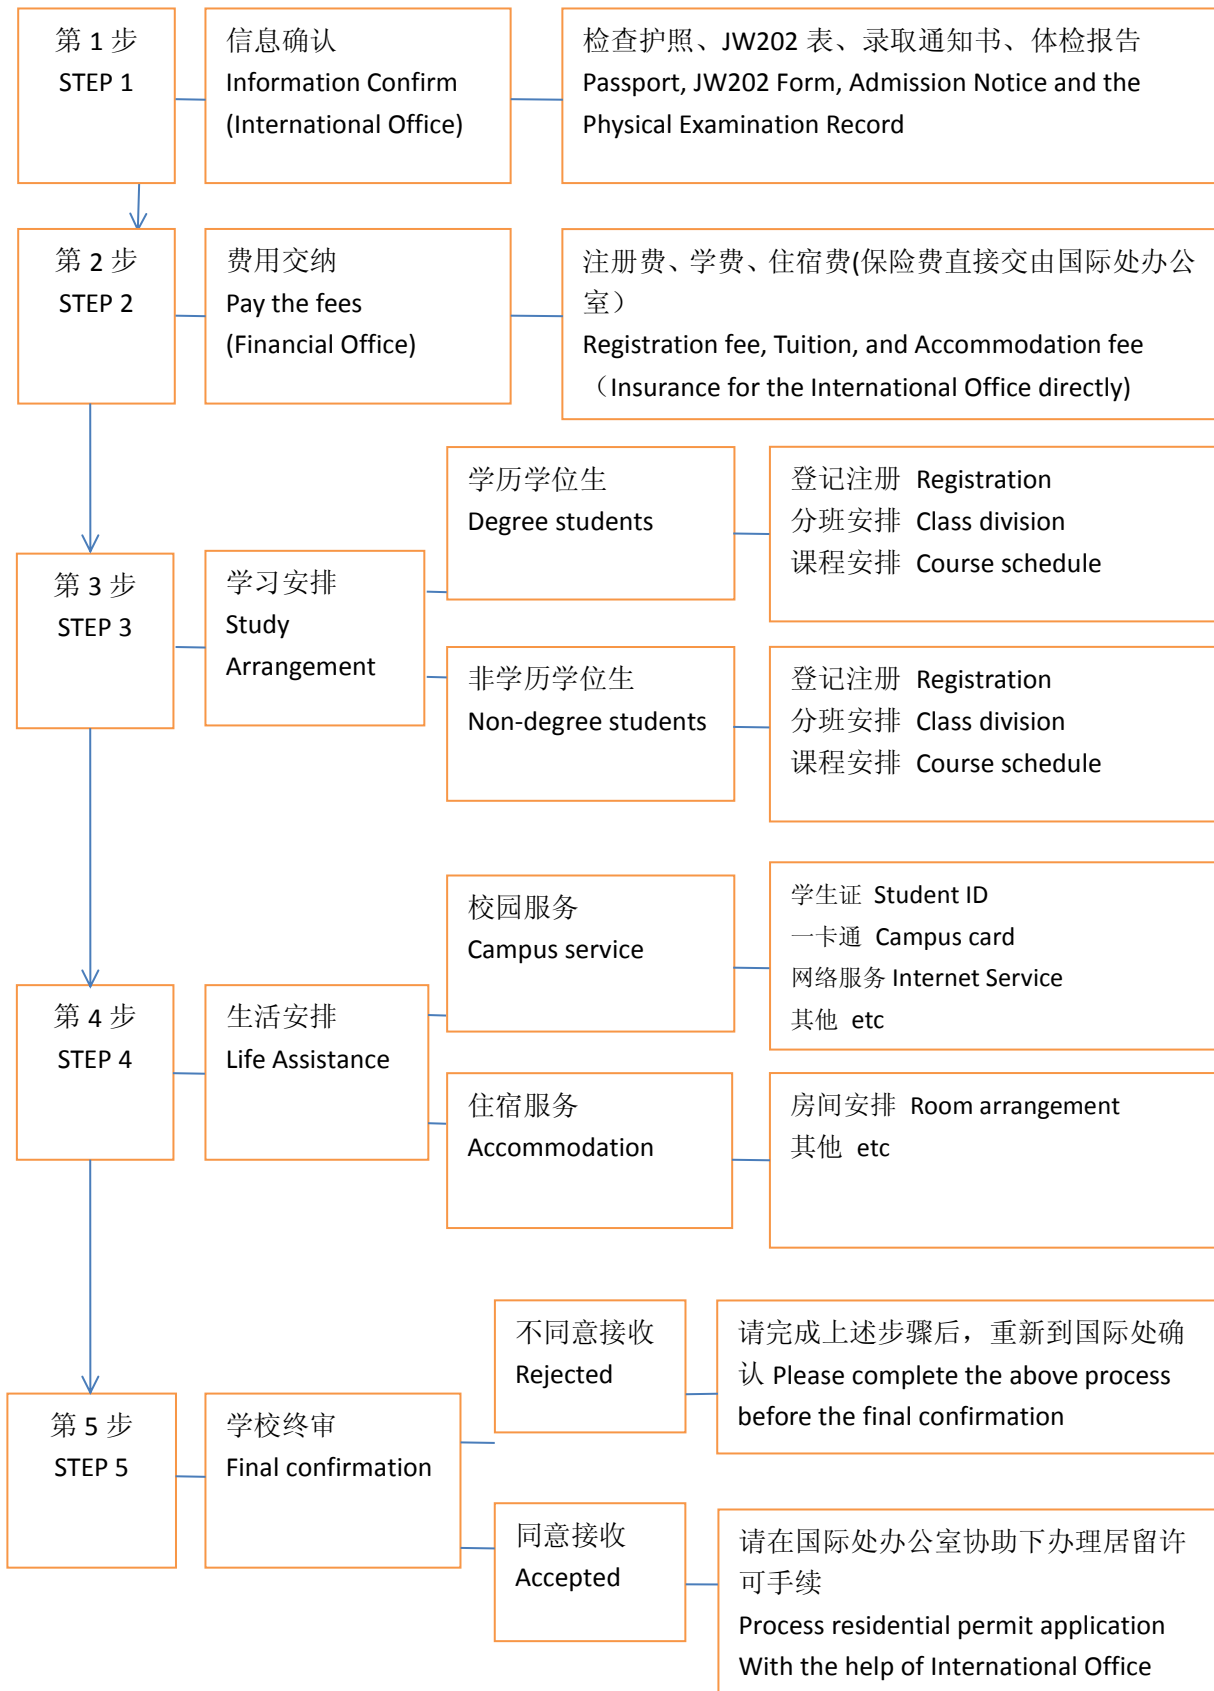 第 1 步
STEP 1
信息确认
Information Confirm
(International Office)
检查护照、JW202 表、录取通知书、体检报告
Passport, JW202 Form, Admission Notice and the
Physical Examination Record
第 2 步
STEP 2
费用交纳
Pay the fees
(Financial Office)
注册费、学费、住宿费(保险费直接交由国际处办公
室）
Registration fee, Tuition, and Accommodation fee
（Insurance for the International Office directly)
第 3 步
STEP 3
学习安排
Study
Arrangement
学历学位生
Degree students
登记注册 Registration
分班安排 Class division
课程安排 Course schedule
非学历学位生
Non-degree students
登记注册 Registration
分班安排 Class division
课程安排 Course schedule
第 4 步
STEP 4
生活安排
Life Assistance
校园服务
Campus service
学生证 Student ID
一卡通 Campus card
网络服务 Internet Service
其他 etc
住宿服务
Accommodation
房间安排 Room arrangement
其他 etc
第 5 步
STEP 5
学校终审
Final confirmation
不同意接收
Rejected
请完成上述步骤后，重新到国际处确
认 Please complete the above process
before the final confirmation
同意接收
Accepted
请在国际处办公室协助下办理居留许
可手续
Process residential permit application
With the help of International Office